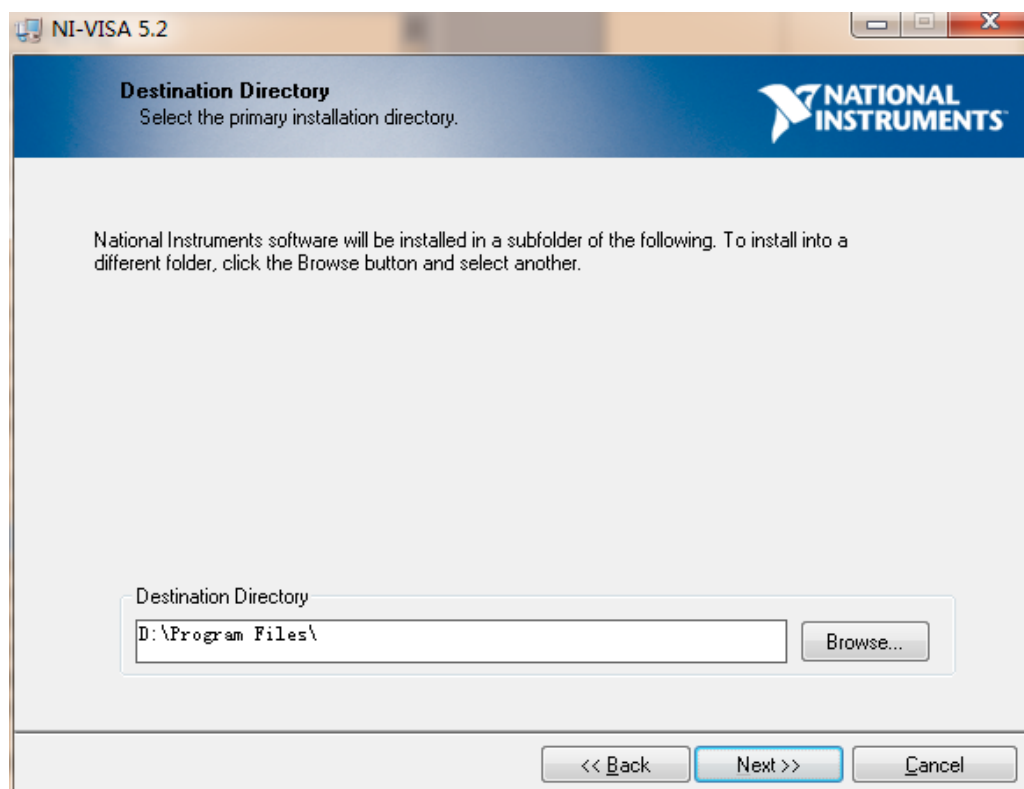 NI-VISA 5.2
Destination Directory
Select the primary installation directory.
NATIONAL
INSTRUMENTS
National Instruments software will be installed in a subfolder of the following. To install into a
different folder, click the Browse button and select another.
Destination Directory
D:\Program Files\
Browse...
<< Back
Next >>
Cancel